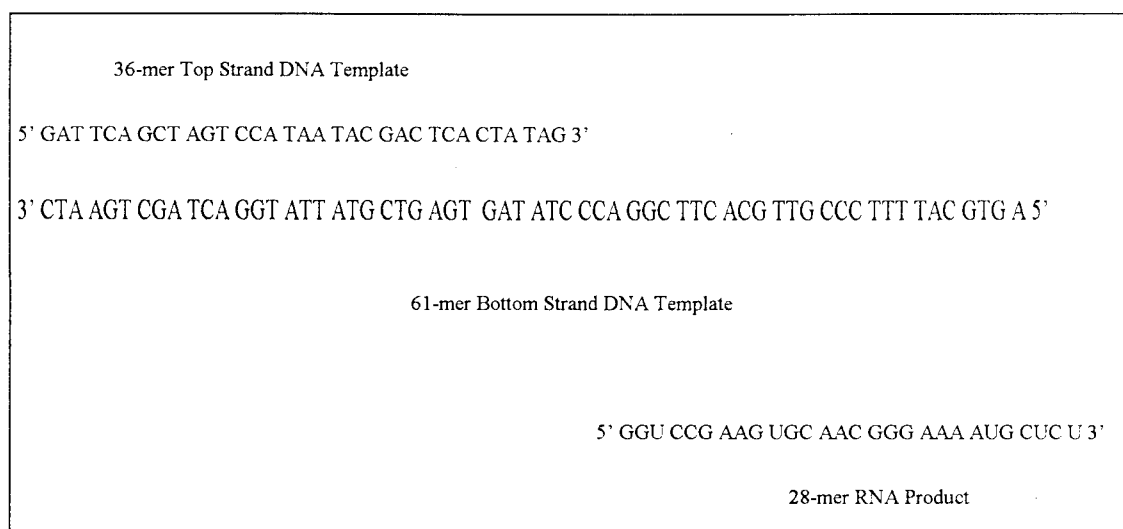 36-mer Top Strand DNA Template
5' GAT TCA GCT AGT CCA TAA TAC GAC TCA CTA TAG 3'
3' CTA AGT CGA TCA GGT ATT ATG CTG AGT GAT ATC CCA GGC TTC ACG TTG CCC TTT TAC GTG A 5'
61-mer Bottom Strand DNA Template
5' GGU CCG AAG UGC AAC GGG AAA AUG CUC U 3'
28-mer RNA Product